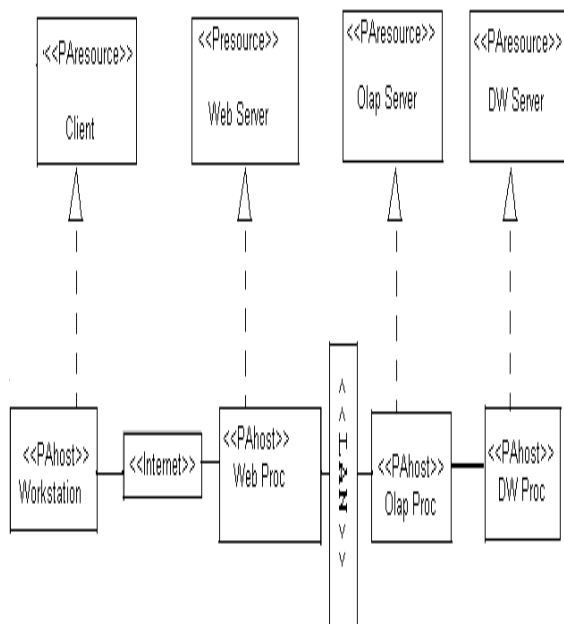 <<PAresource>>
Client
<<Presource>>
Web Server
<<PAresource>>
Olap Server
<<PAresource>>
DW Server
<<PAhost>>
Workstation
<<Internet>>
<<PAhost>>
Web Proc
<<LAN>>
<<PAhost>>
Olap Proc
<<PAhost>>
DW Proc